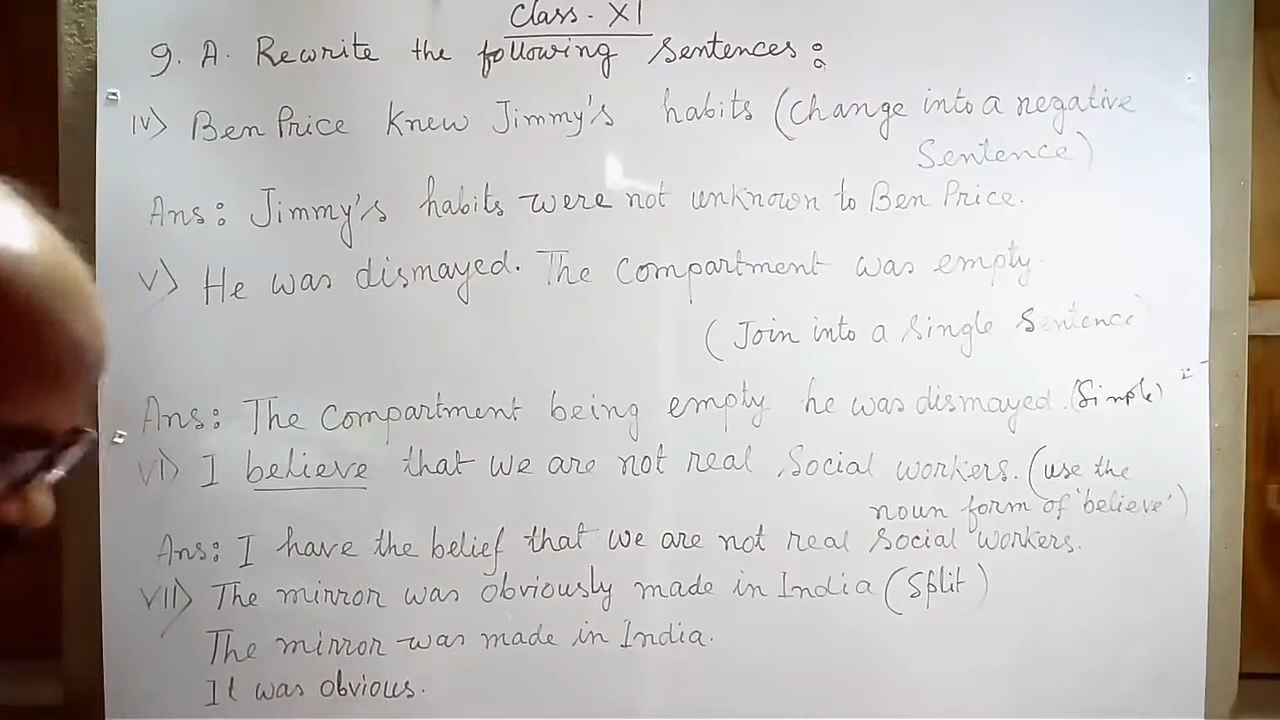 Class - XI
9. A. Rewrite the following sentences :
IV) Ben Price knew Jimmy's habits (Change into a negative
Sentence)
Ans: Jimmy's habits were not unknown to Ben Price.
V) He was dismayed. The Compartment was empty.
(Join into a single Sentence
Ans: The Compartment being empty he was dismayed. (Simple)
VI) I believe that we are not real Social workers. (use the
noun form of 'believe')
Ans: I have the belief that we are not real Social workers.
VII) The mirror was obviously made in India (Split)
The mirror was made in India.
It was obvious.